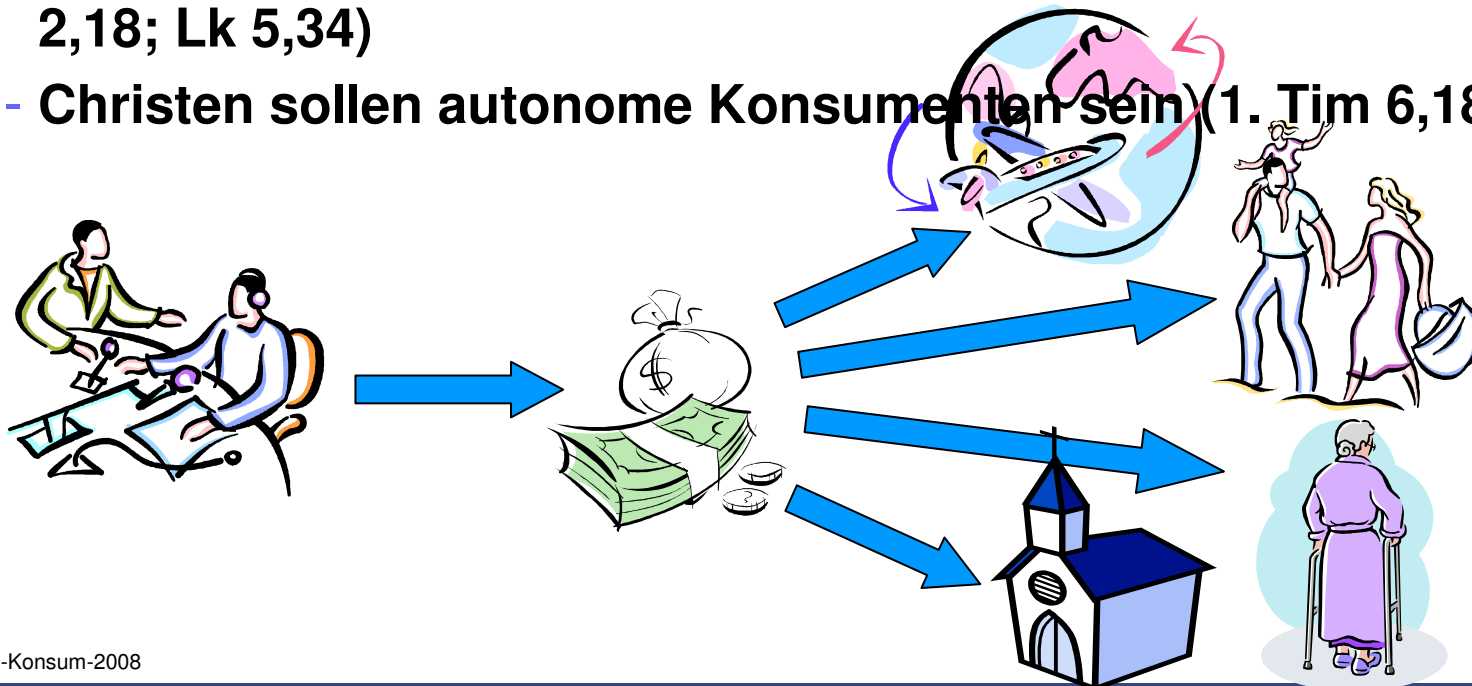 2,18; Lk 5,34)
- Christen sollen autonome Konsumenten sein (1. Tim 6,18
$
-Konsum-2008